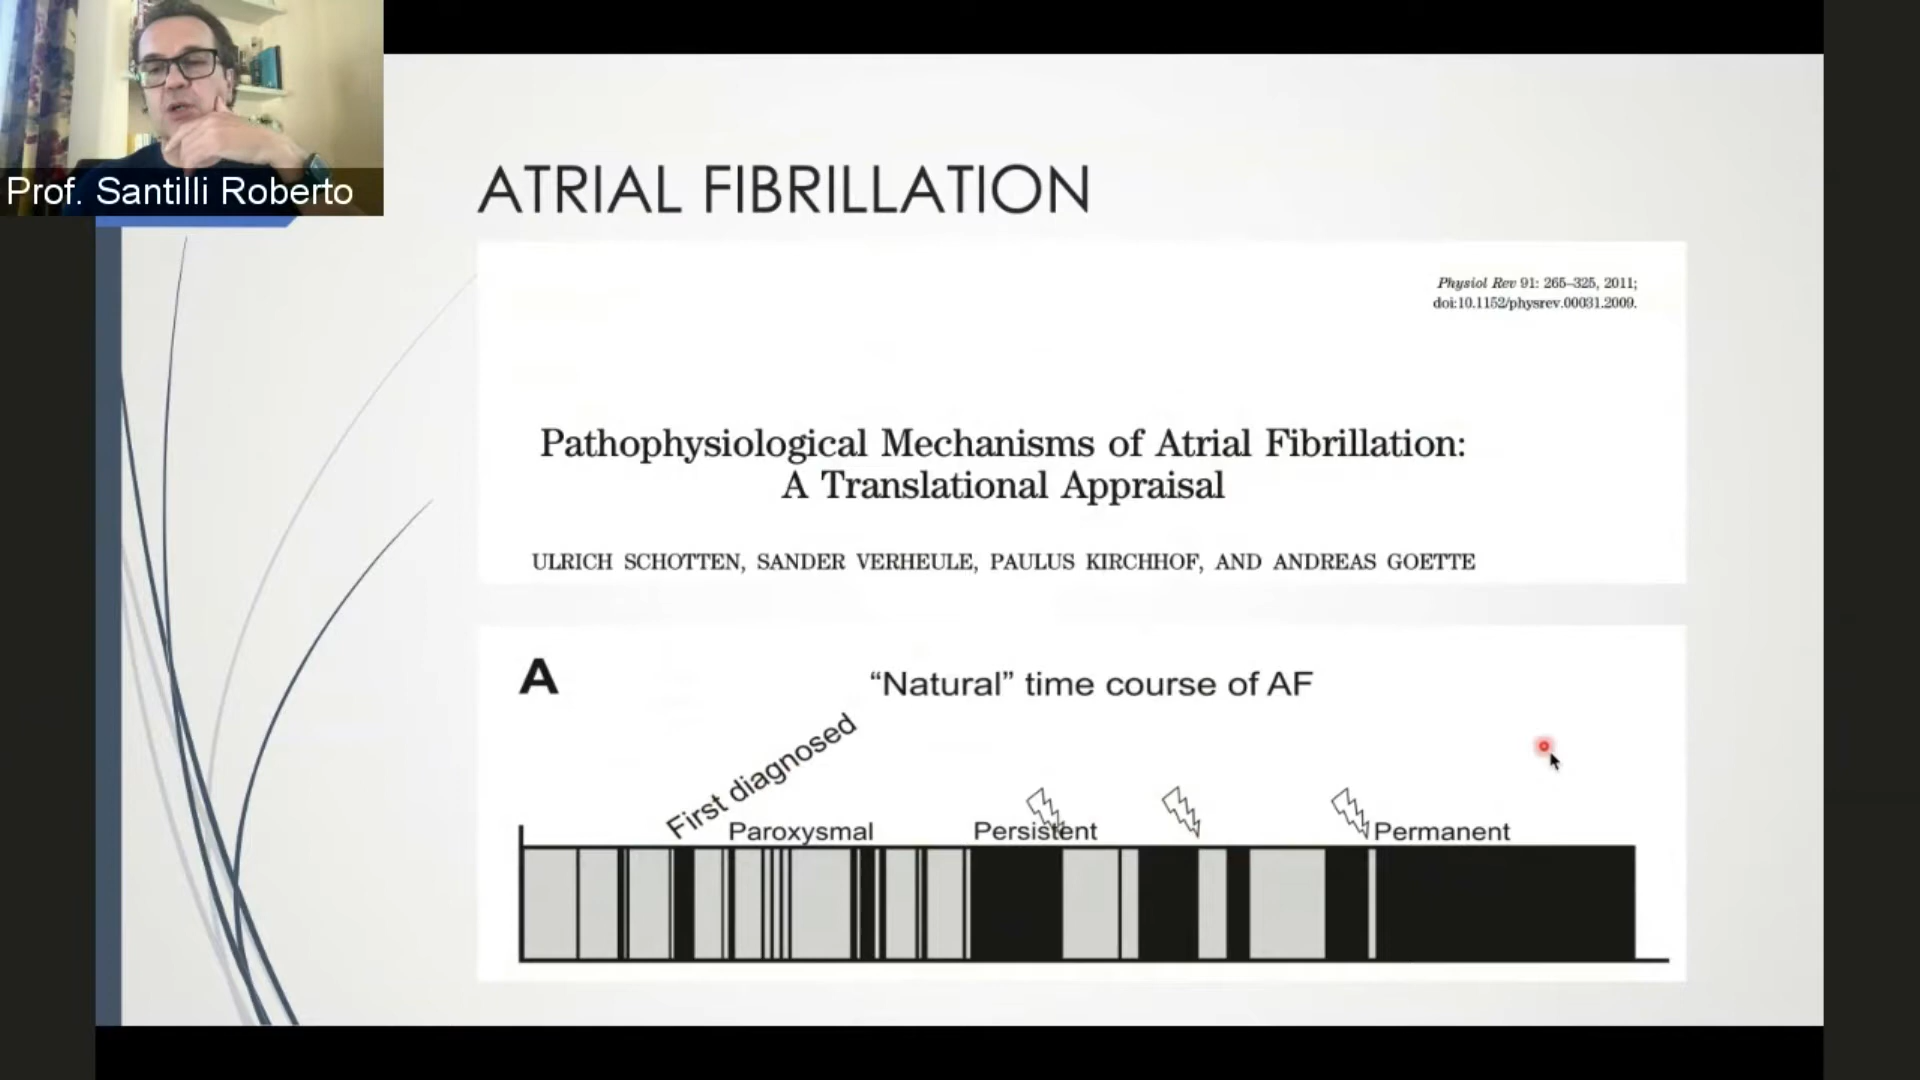 Prof. Santilli Roberto
ATRIAL FIBRILLATION
Physiol Rev 91: 265–325, 2011;
doi:10.1152/physrev.00031.2009.
Pathophysiological Mechanisms of Atrial Fibrillation:
A Translational Appraisal
ULRICH SCHOTTEN, SANDER VERHEULE, PAULUS KIRCHHOF, AND ANDREAS GOETTE
A
“Natural” time course of AF
First diagnosed
Paroxysmal
Persistent
Permanent